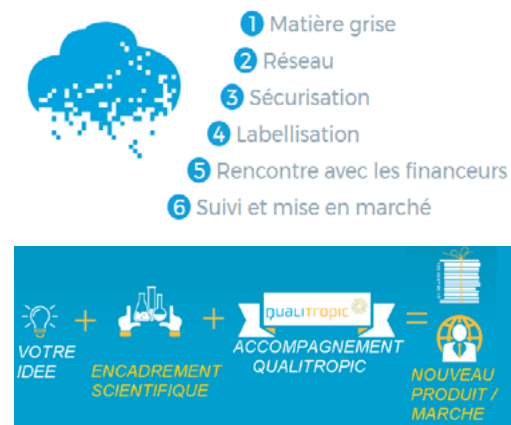 1 Matière grise
2 Réseau
3 Sécurisation
4 Labellisation
5 Rencontre avec les financeurs
6 Suivi et mise en marché
QUALITROPIC
VOTRE
IDEE
+
ENCADREMENT
SCIENTIFIQUE
+
ACCOMPAGNEMENT
QUALITROPIC
=
NOUVEAU
PRODUIT /
MARCHE